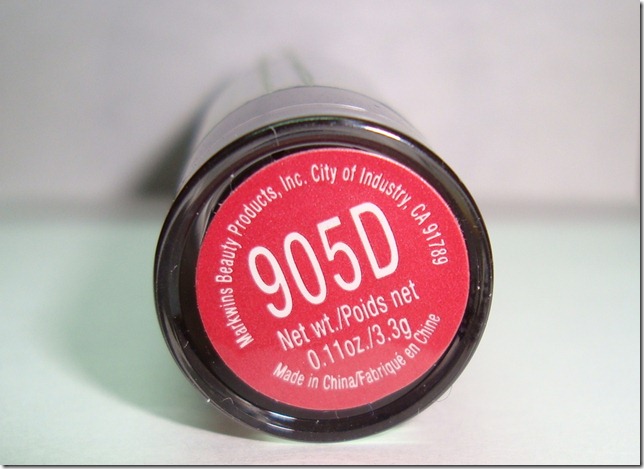 Markwins Beauty Products, Inc. City of Industry, CA 91789
905D
Net wt./Poids net
0.11oz./3.3g
Made in China/Fabriqué en Chine